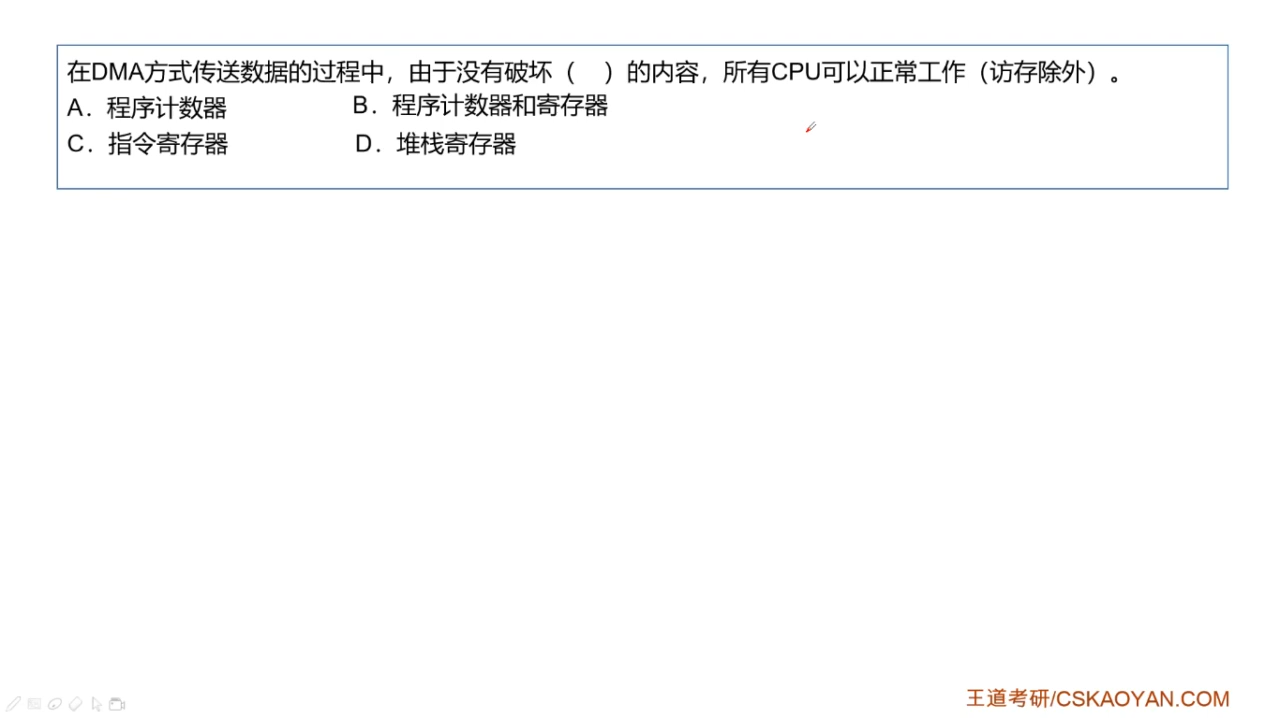 在DMA方式传送数据的过程中，由于没有破坏（ ）的内容，所有CPU可以正常工作（访存除外）。
A．程序计数器 B．程序计数器和寄存器
C．指令寄存器 D．堆栈寄存器
王道考研/CSKAOYAN.COM